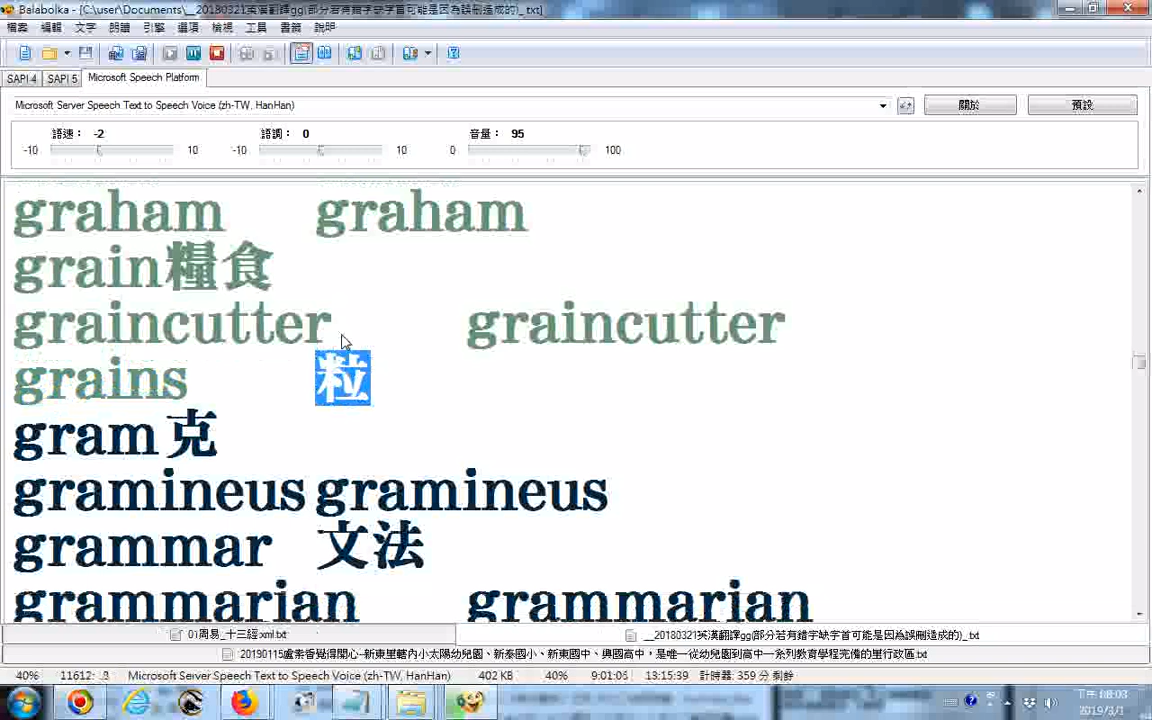 Balabolka - [C:\user\Documents\__20180321英漢翻譯gg(部分若有錯字缺字首可能是因為誤刪造成的)_.txt]
檔案 編輯 文字 朗讀 引擎 選項 檢視 工具 書籤 說明
SAPI 4 SAPI 5 Microsoft Speech Platform
Microsoft Server Speech Text to Speech Voice (zh-TW, HanHan) 關於 預設
語速： -2 語調： 0 音量： 95
-10 10 -10 10 0 100
graham graham
grain糧食
graincutter graincutter
grains 粒
gram克
gramineus gramineus
grammar 文法
grammarian grammarian
01周易_十三經.xml.txt __20180321英漢翻譯gg(部分若有錯字缺字首可能是因為誤刪造成的)_.txt
20190115盧素香覺得開心-新東里轄內小太陽幼兒園、新泰國小、新東國中、興國高中，是唯一從幼兒園到高中一系列教育學程完備的里行政區.txt
40% Microsoft Server Speech Text to Speech Voice (zh-TW, HanHan) 402 KB 40% 9:01:06 13:15:39 計時器: 359 分 剩餘
下午 08:03
2019/3/1